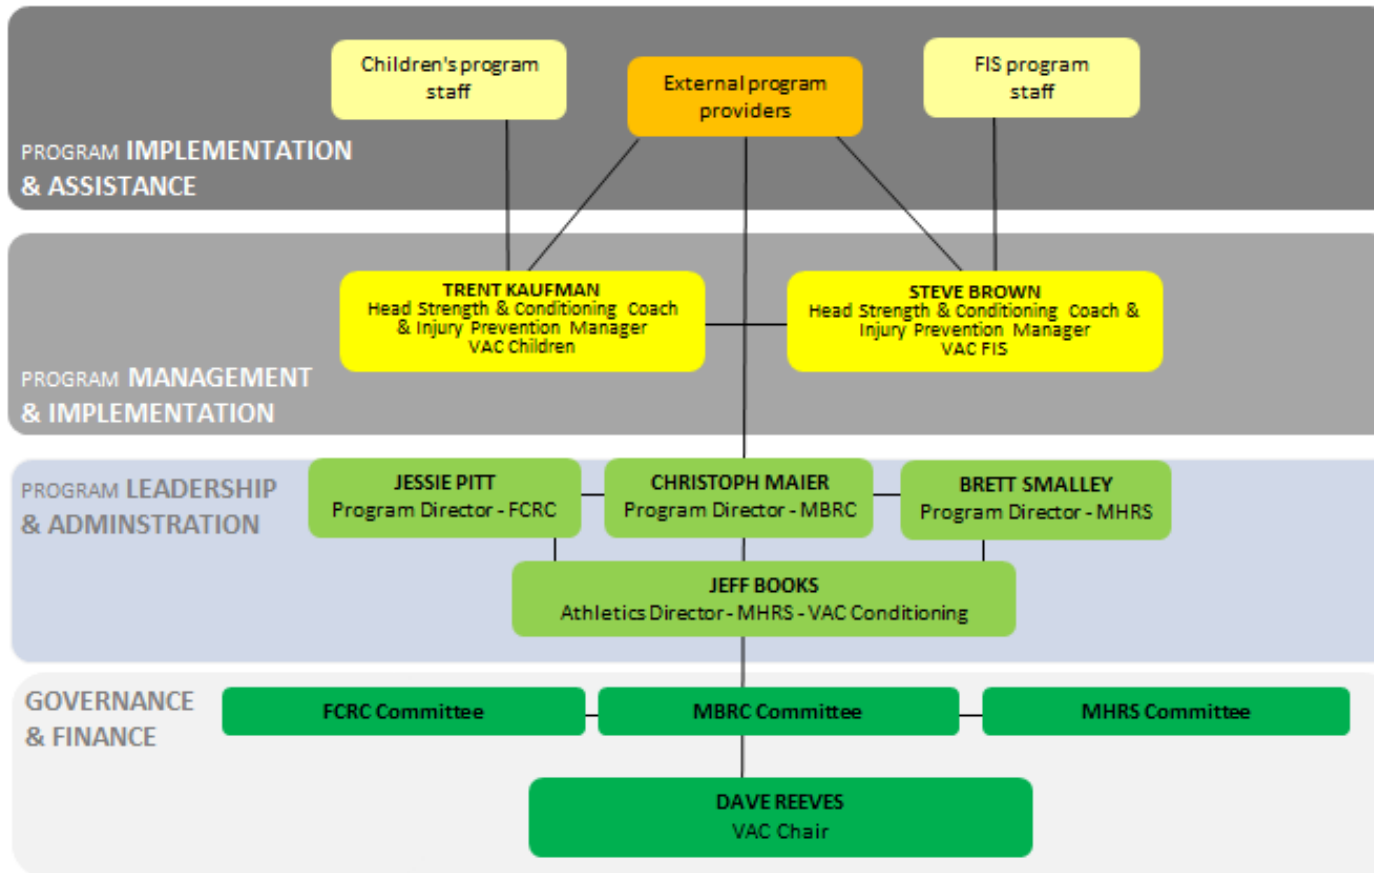 Children's program
staff
External program
providers
FIS program
staff
PROGRAM IMPLEMENTATION
& ASSISTANCE
TRENT KAUFMAN
Head Strength & Conditioning Coach
& Injury Prevention Manager
VAC Children
STEVE BROWN
Head Strength & Conditioning Coach &
Injury Prevention Manager
VAC FIS
PROGRAM MANAGEMENT
& IMPLEMENTATION
PROGRAM LEADERSHIP
& ADMINSTRATION
JESSIE PITT
Program Director - FCRC
CHRISTOPH MAIER
Program Director - MBRC
BRETT SMALLEY
Program Director - MHRS
JEFF BOOKS
Athletics Director - MHRS - VAC Conditioning
GOVERNANCE
& FINANCE
FCRC Committee
MBRC Committee
MHRS Committee
DAVE REEVES
VAC Chair